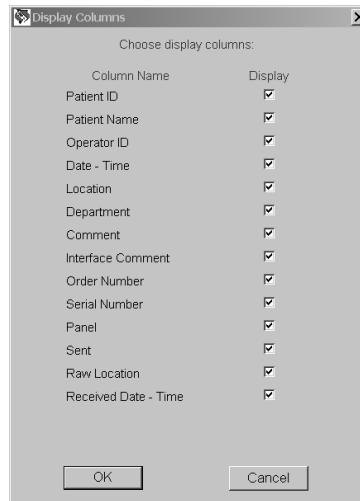 Display Columns
Choose display columns:
Column Name Display
Patient ID
Patient Name
Operator ID
Date - Time
Location
Department
Comment
Interface Comment
Order Number
Serial Number
Panel
Sent
Raw Location
Received Date - Time
OK Cancel